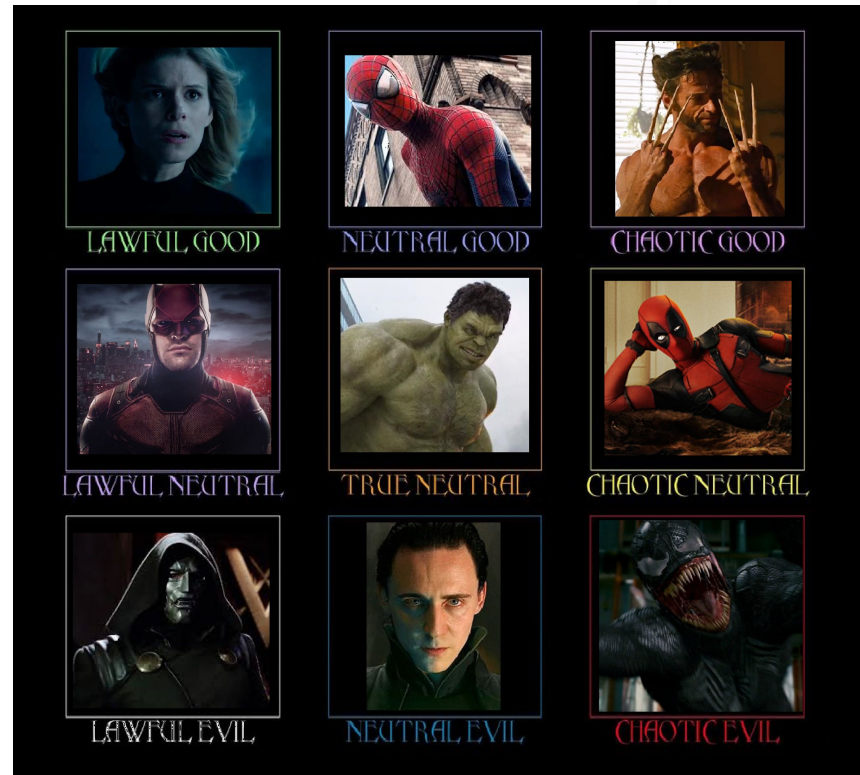 LAWFUL GOOD
NEUTRAL GOOD
CHAOTIC GOOD
LAWFUL NEUTRAL
TRUE NEUTRAL
CHAOTIC NEUTRAL
LAWFUL EVIL
NEUTRAL EVIL
CHAOTIC EVIL